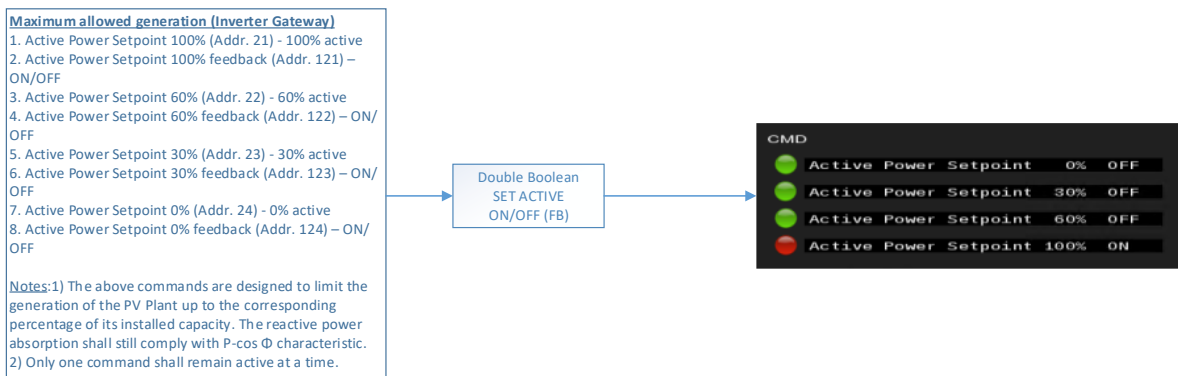 Maximum allowed generation (Inverter Gateway)
1. Active Power Setpoint 100% (Addr. 21) - 100% active
2. Active Power Setpoint 100% feedback (Addr. 121) –
ON/OFF
3. Active Power Setpoint 60% (Addr. 22) - 60% active
4. Active Power Setpoint 60% feedback (Addr. 122) – ON/
OFF
5. Active Power Setpoint 30% (Addr. 23) - 30% active
6. Active Power Setpoint 30% feedback (Addr. 123) – ON/
OFF
7. Active Power Setpoint 0% (Addr. 24) - 0% active
8. Active Power Setpoint 0% feedback (Addr. 124) – ON/
OFF
Notes:1) The above commands are designed to limit the
generation of the PV Plant up to the corresponding
percentage of its installed capacity. The reactive power
absorption shall still comply with P-cos Φ characteristic.
2) Only one command shall remain active at a time.
Double Boolean
SET ACTIVE
ON/OFF (FB)
CMD
Active Power Setpoint 0% OFF
Active Power Setpoint 30% OFF
Active Power Setpoint 60% OFF
Active Power Setpoint 100% ON